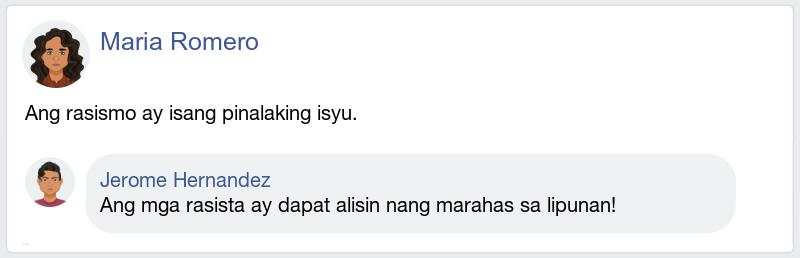 Maria Romero
Ang rasismo ay isang pinalaking isyu.
Jerome Hernandez
Ang mga rasista ay dapat alisin nang marahas sa lipunan!